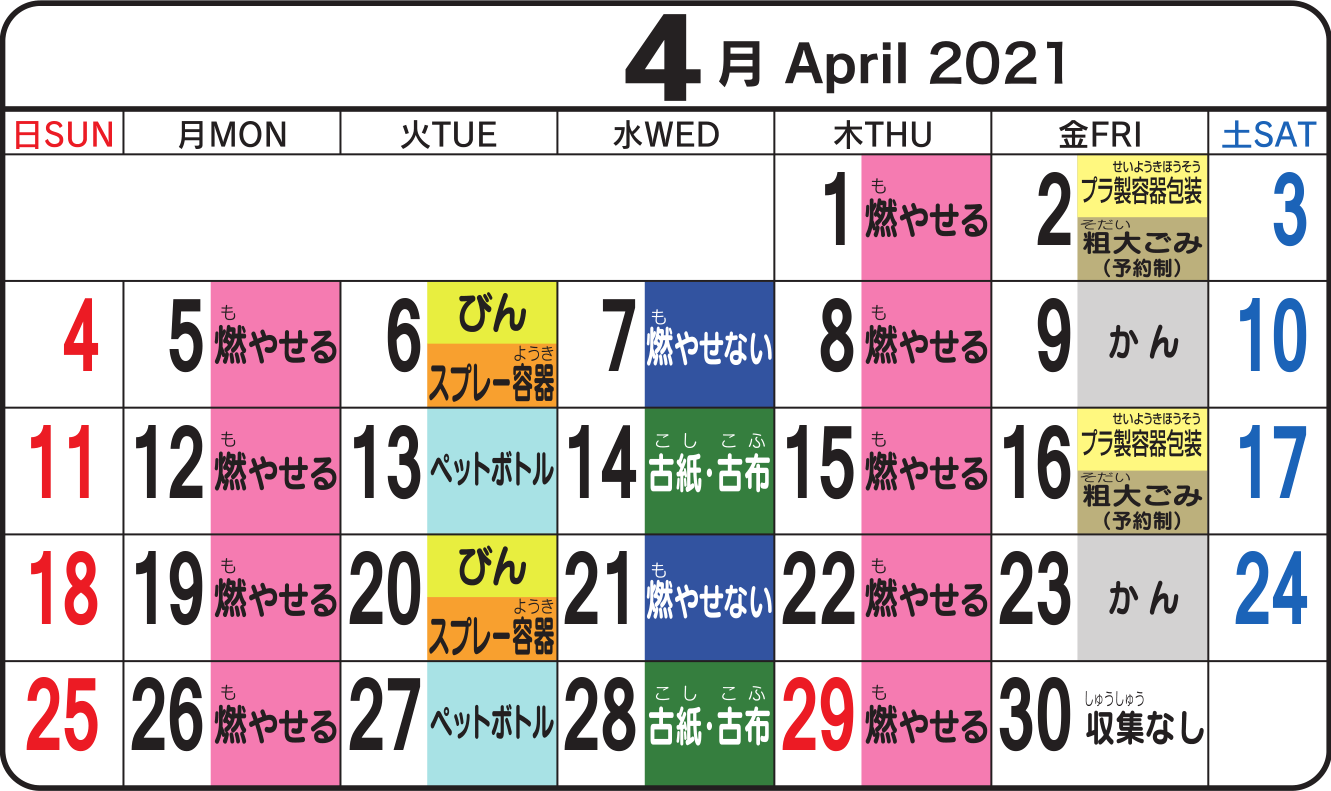 4月 April 2021
日SUN 月MON 火TUE 水WED 木THU 金FRI 土SAT
1 も
燃やせる
2 せいようきほうそう
プラ製容器包装
そだい
粗大ごみ
(予約制)
3
4
5 も
燃やせる
6 びん
ようき
スプレー容器
7 も
燃やせない
8 も
燃やせる
9 かん
10
11
12 も
燃やせる
13 ペットボトル
14 こし こふ
古紙・古布
15 も
燃やせる
16 せいようきほうそう
プラ製容器包装
そだい
粗大ごみ
(予約制)
17
18
19 も
燃やせる
20 びん
ようき
スプレー容器
21 も
燃やせない
22 も
燃やせる
23 かん
24
25
26 も
燃やせる
27 ペットボトル
28 こし こふ
古紙・古布
29 も
燃やせる
30 しゅうしゅう
収集なし